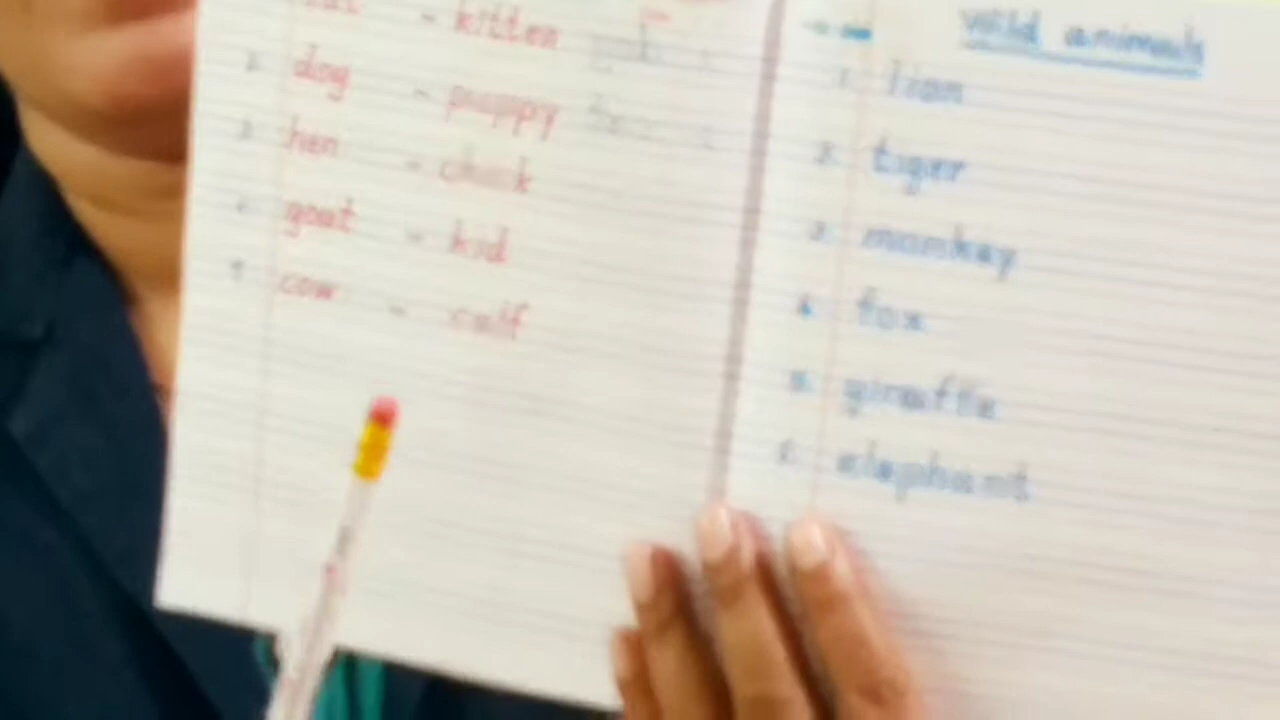 cat - kitten
2. dog - puppy
3. hen - chick
4. goat - kid
5. cow - calf
Wild animals
1. lion
2. tiger
3. monkey
4. fox
5. giraffe
6. elephant